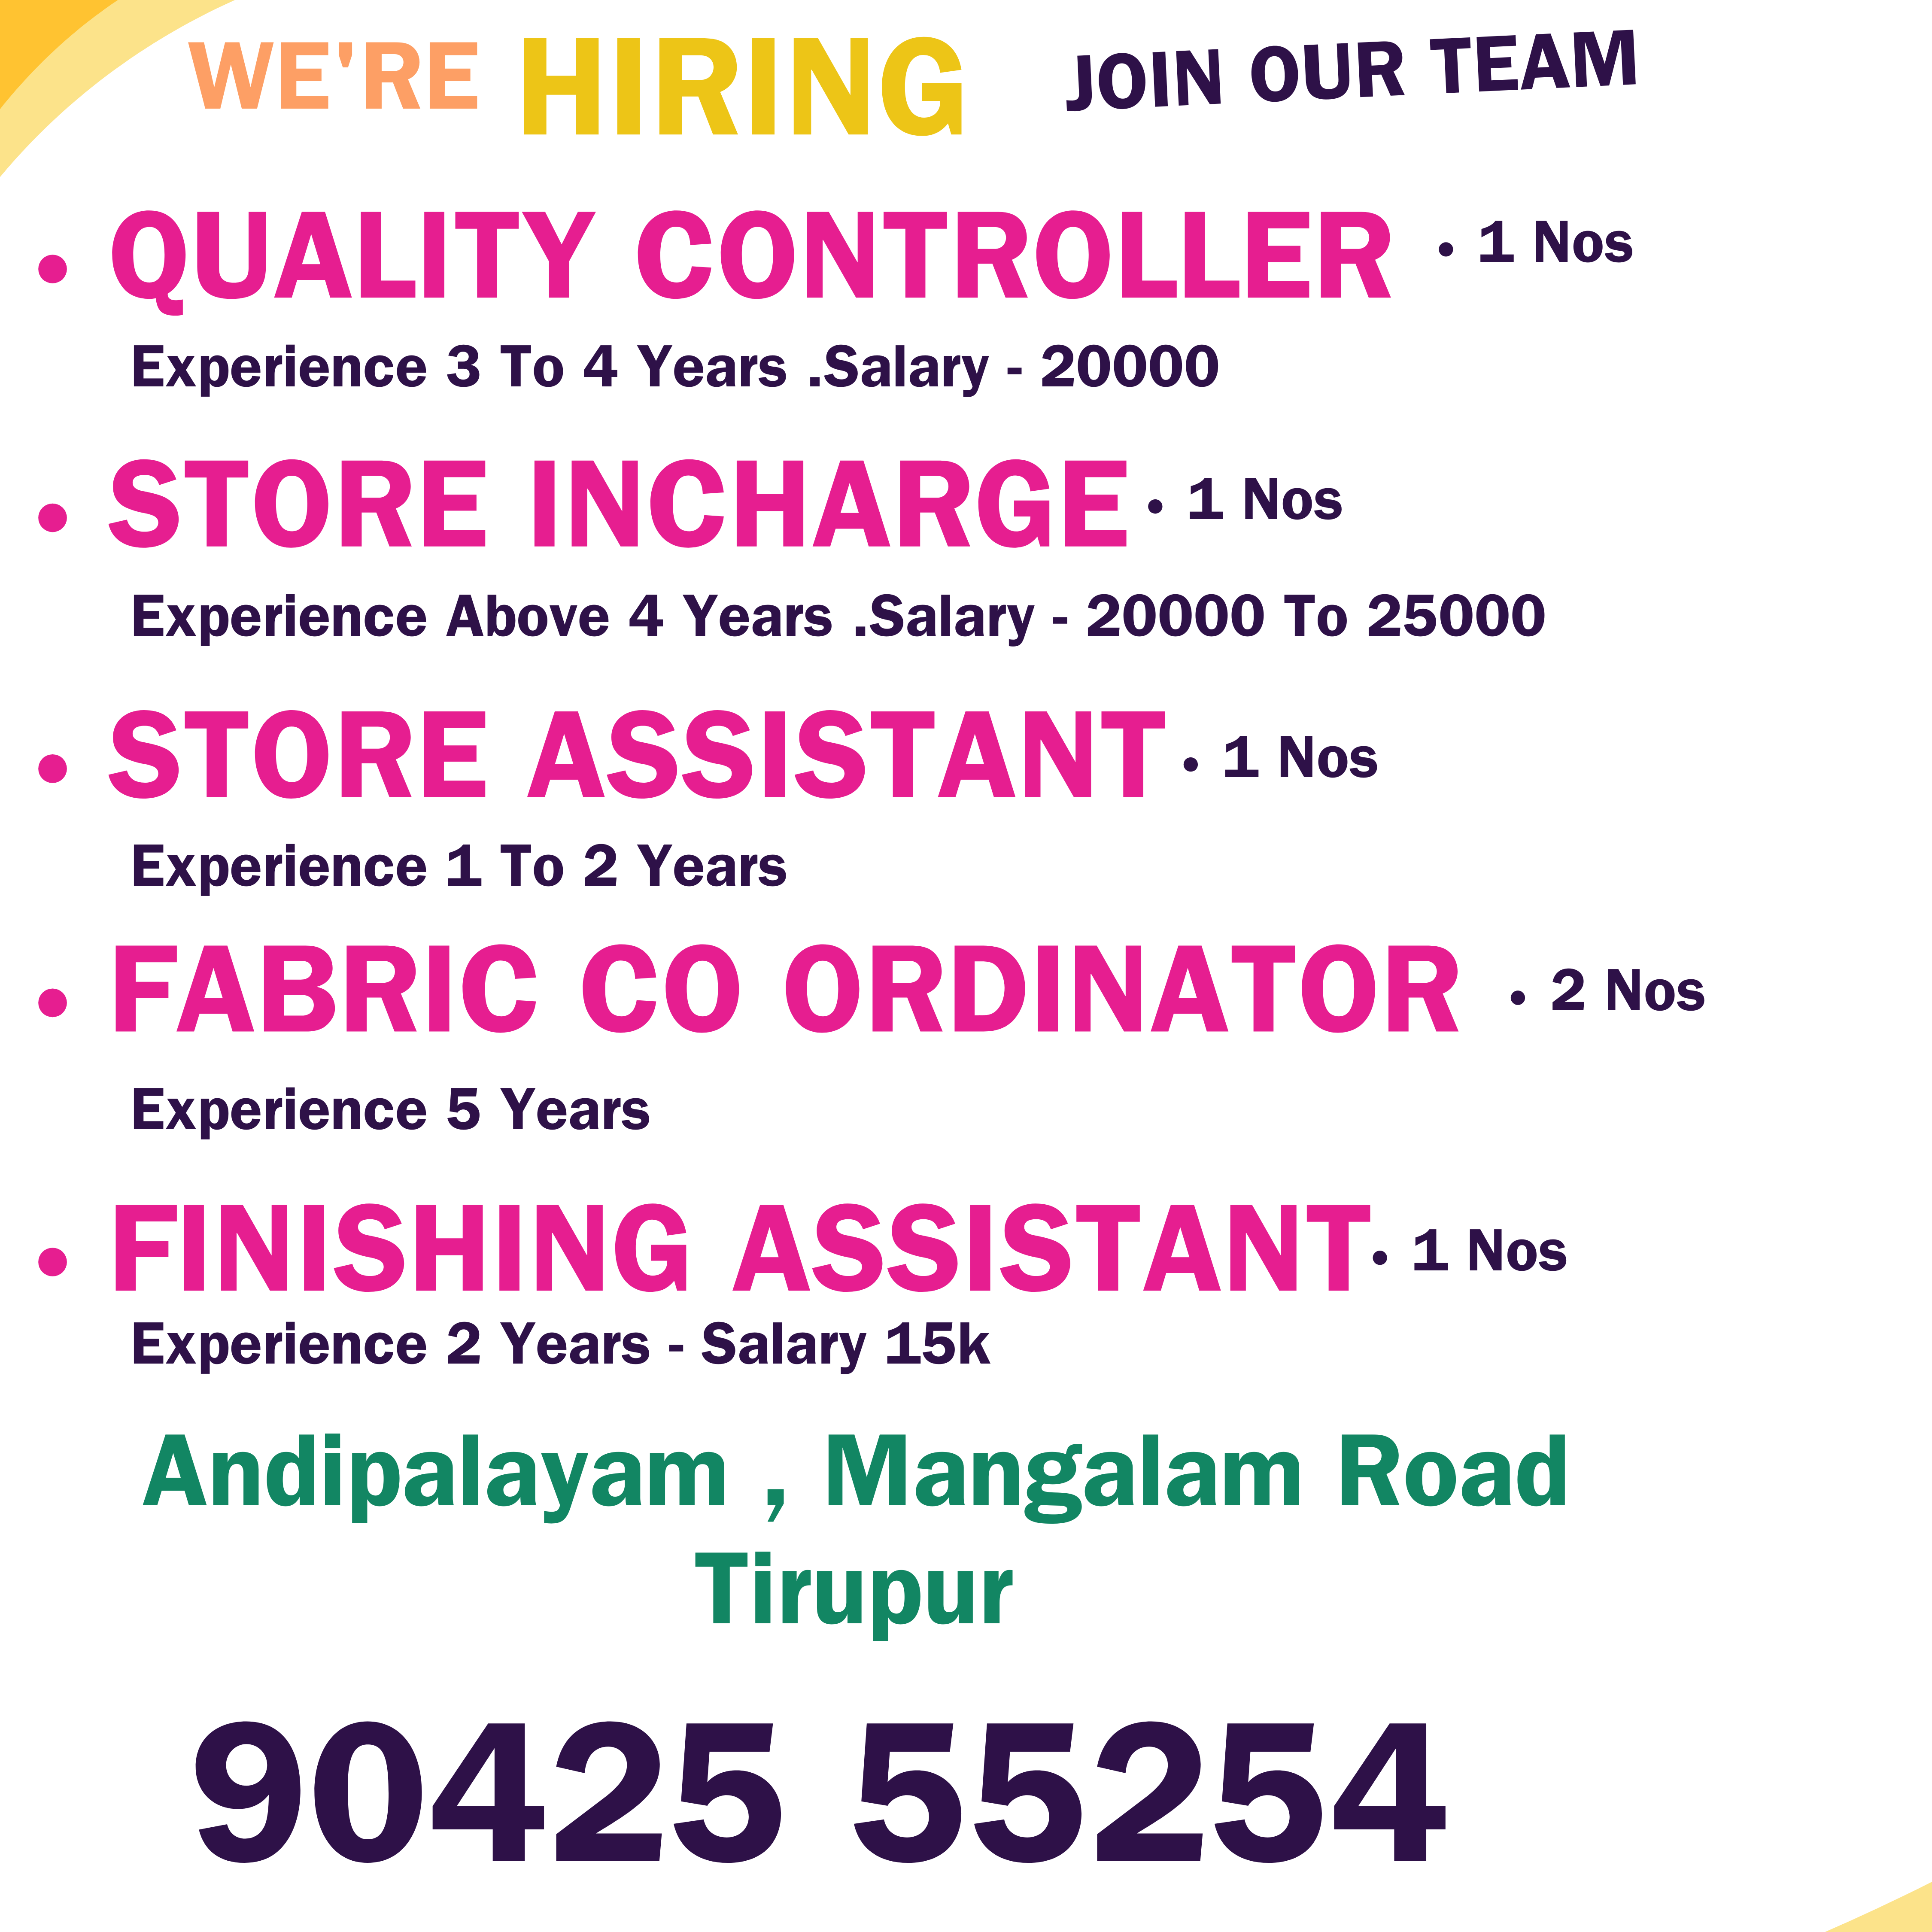 WE'RE HIRING JOIN OUR TEAM
• QUALITY CONTROLLER • 1 Nos
Experience 3 To 4 Years .Salary - 20000
• STORE INCHARGE • 1 Nos
Experience Above 4 Years .Salary - 20000 To 25000
• STORE ASSISTANT • 1 Nos
Experience 1 To 2 Years
• FABRIC CO ORDINATOR • 2 Nos
Experience 5 Years
• FINISHING ASSISTANT • 1 Nos
Experience 2 Years - Salary 15k
Andipalayam , Mangalam Road
Tirupur
90425 55254